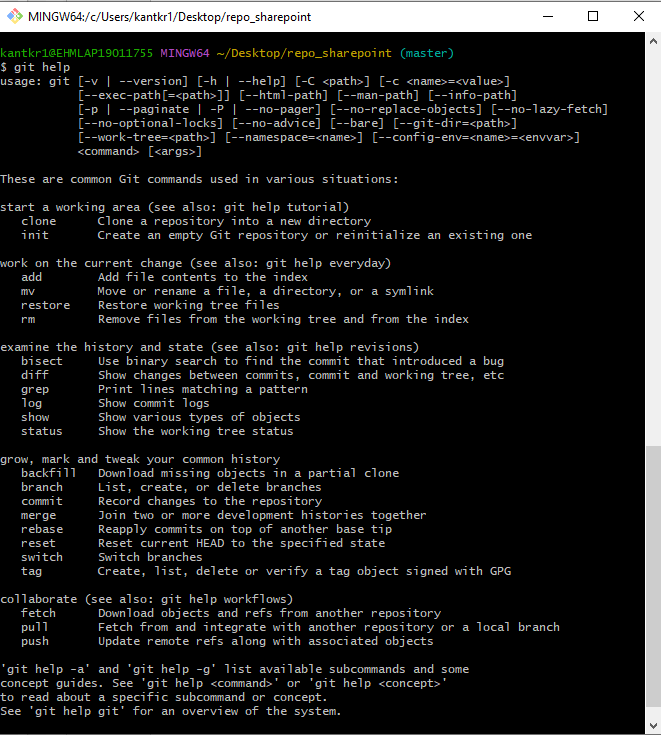 MINGW64:/c/Users/kantkr1/Desktop/repo_sharepoint
kantkr1@EHMLAP19011755 MINGW64 ~/Desktop/repo_sharepoint (master)
$ git help
usage: git [-v | --version] [-h | --help] [-C <path>] [-c <name>=<value>]
           [--exec-path[=<path>]] [--html-path] [--man-path] [--info-path]
           [-p | --paginate | -P | --no-pager] [--no-replace-objects] [--no-lazy-fetch]
           [--no-optional-locks] [--no-advice] [--bare] [--git-dir=<path>]
           [--work-tree=<path>] [--namespace=<name>] [--config-env=<name>=<envvar>]
           <command> [<args>]

These are common Git commands used in various situations:

start a working area (see also: git help tutorial)
   clone      Clone a repository into a new directory
   init       Create an empty Git repository or reinitialize an existing one

work on the current change (see also: git help everyday)
   add        Add file contents to the index
   mv         Move or rename a file, a directory, or a symlink
   restore    Restore working tree files
   rm         Remove files from the working tree and from the index

examine the history and state (see also: git help revisions)
   bisect     Use binary search to find the commit that introduced a bug
   diff       Show changes between commits, commit and working tree, etc
   grep       Print lines matching a pattern
   log        Show commit logs
   show       Show various types of objects
   status     Show the working tree status

grow, mark and tweak your common history
   backfill   Download missing objects in a partial clone
   branch     List, create, or delete branches
   commit     Record changes to the repository
   merge      Join two or more development histories together
   rebase     Reapply commits on top of another base tip
   reset      Reset current HEAD to the specified state
   switch     Switch branches
   tag        Create, list, delete or verify a tag object signed with GPG

collaborate (see also: git help workflows)
   fetch      Download objects and refs from another repository
   pull       Fetch from and integrate with another repository or a local branch
   push       Update remote refs along with associated objects

'git help -a' and 'git help -g' list available subcommands and some
concept guides. See 'git help <command>' or 'git help <concept>'
to read about a specific subcommand or concept.
See 'git help git' for an overview of the system.